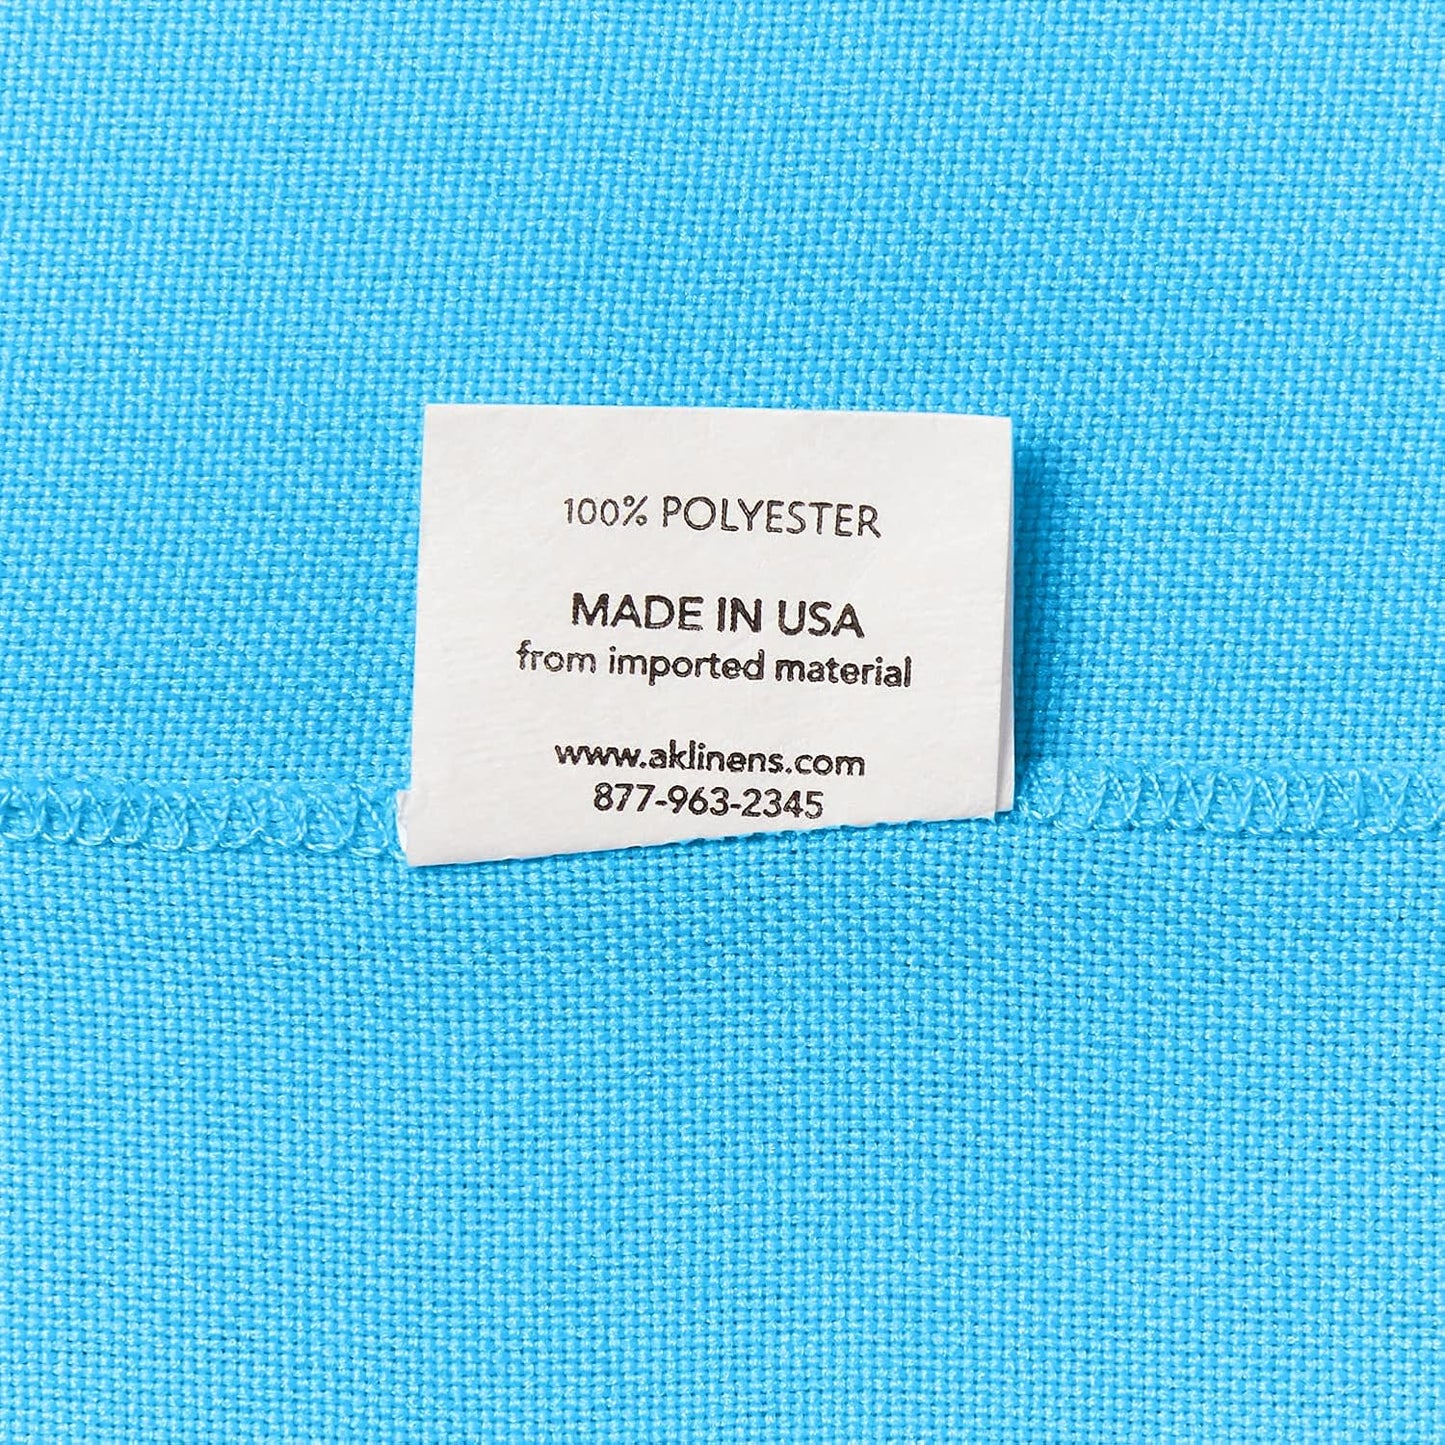 100% POLYESTER
MADE IN USA
from imported material
www.aklinens.com
877-963-2345